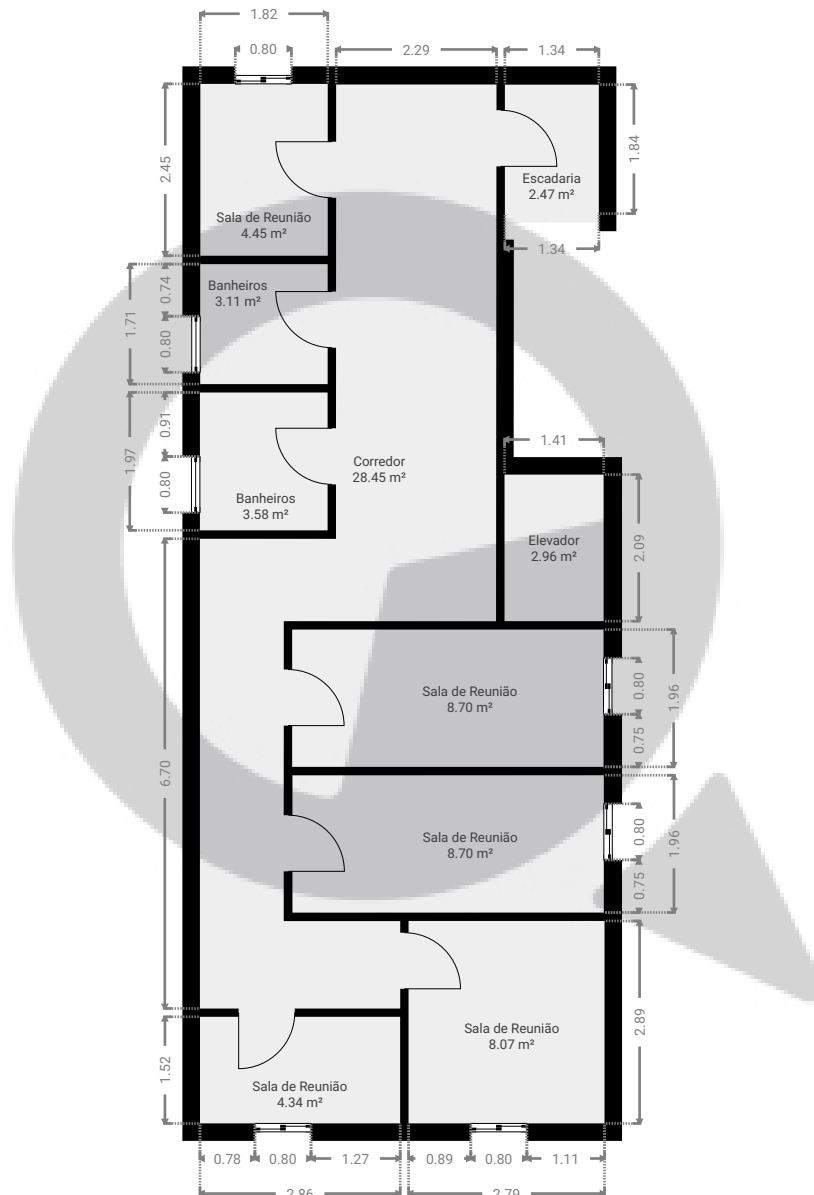 1.82
0.80
2.29
1.34
2.45
1.84
Escadaria
2.47 m²
Sala de Reunião
4.45 m²
1.34
Banheiros
3.11 m²
0.74
1.71
0.80
0.91
1.97
0.80
1.41
Corredor
28.45 m²
Banheiros
3.58 m²
Elevador
2.96 m²
2.09
Sala de Reunião
8.70 m²
0.80
1.96
0.75
6.70
Sala de Reunião
8.70 m²
0.80
1.96
0.75
Sala de Reunião
8.07 m²
2.89
1.52
Sala de Reunião
4.34 m²
0.78
0.80
1.27
0.89
0.80
1.11
2.86
2.79